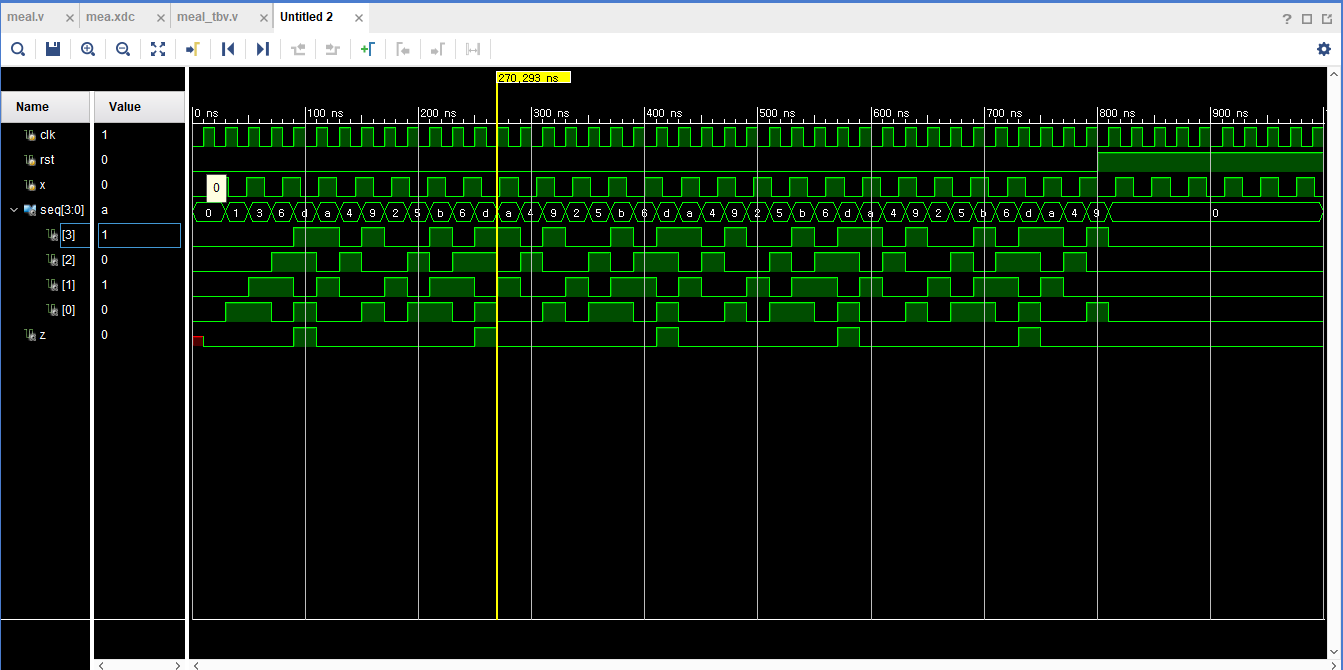 meal.v mea.xdc meal_tbv.v Untitled 2
270,293 ns
Name Value
0 ns 100 ns 200 ns 300 ns 400 ns 500 ns 600 ns 700 ns 800 ns 900 ns
clk 1
rst 0
x 0 0
seq[3:0] a 0 1 3 6 d a 4 9 2 5 b 6 d a 4 9 2 5 b 6 d a 4 9 2 5 b 6 d a 4 9 2 5 b 6 d a 4 9 0
[3] 1
[2] 0
[1] 1
[0] 0
z 0